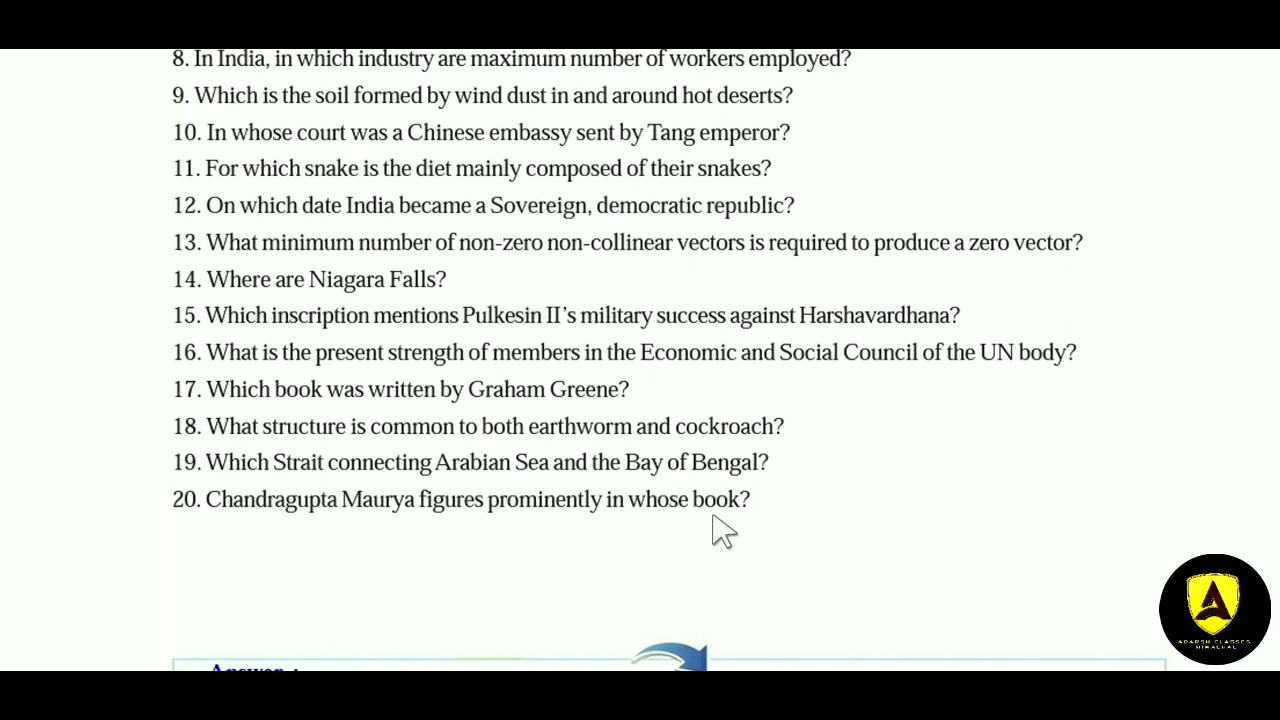 8. In India, in which industry are maximum number of workers employed?
9. Which is the soil formed by wind dust in and around hot deserts?
10. In whose court was a Chinese embassy sent by Tang emperor?
11. For which snake is the diet mainly composed of their snakes?
12. On which date India became a Sovereign, democratic republic?
13. What minimum number of non-zero non-collinear vectors is required to produce a zero vector?
14. Where are Niagara Falls?
15. Which inscription mentions Pulkesin II's military success against Harshavardhana?
16. What is the present strength of members in the Economic and Social Council of the UN body?
17. Which book was written by Graham Greene?
18. What structure is common to both earthworm and cockroach?
19. Which Strait connecting Arabian Sea and the Bay of Bengal?
20. Chandragupta Maurya figures prominently in whose book?
A
ADARSH CLASSES
HIMACHAL
Answer :